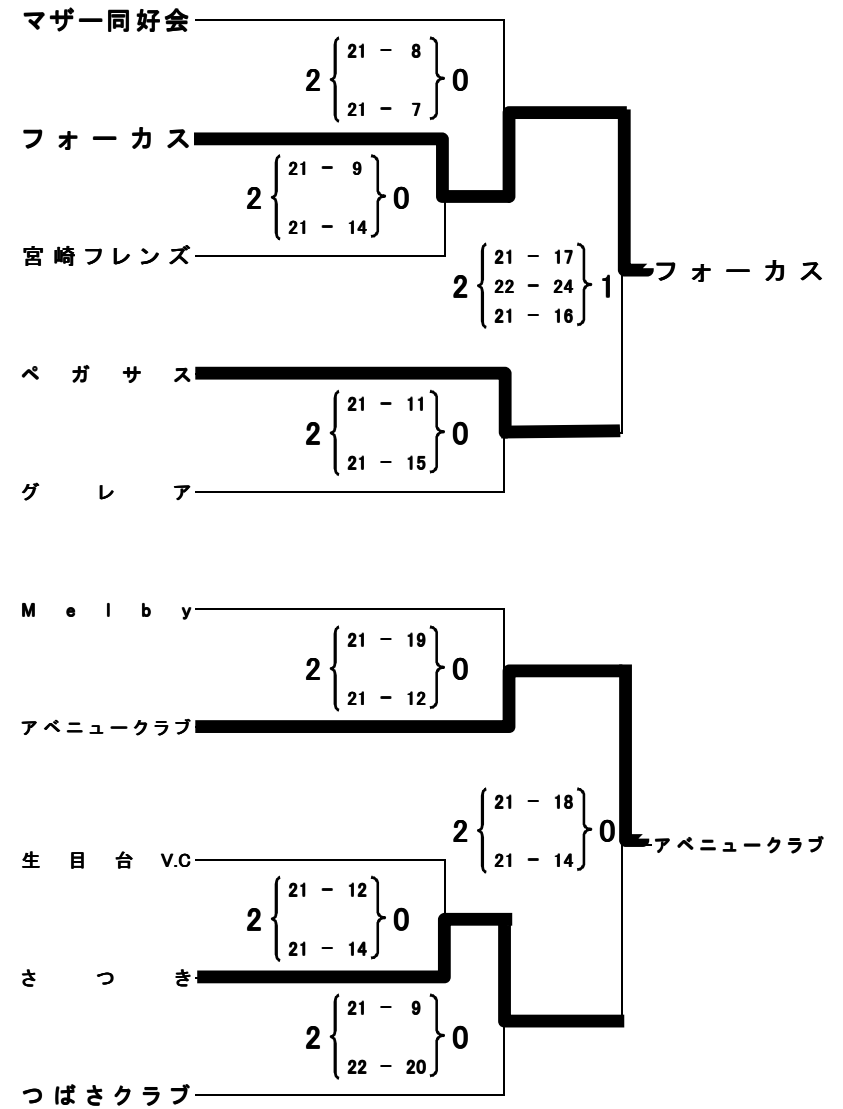 マザー同好会
21 － 8
2 0
21 － 7
フォーカス
21 － 9
2 0
21 － 14
宮崎フレンズ
21 － 17
2 22 － 24 1
21 － 16
フォーカス
ペガサス
21 － 11
2 0
21 － 15
グレア
Melby
21 － 19
2 0
21 － 12
アベニュークラブ
21 － 18
2 0
21 － 14
アベニュークラブ
生目台V.C
21 － 12
2 0
21 － 14
さつき
21 － 9
2 0
22 － 20
つばさクラブ